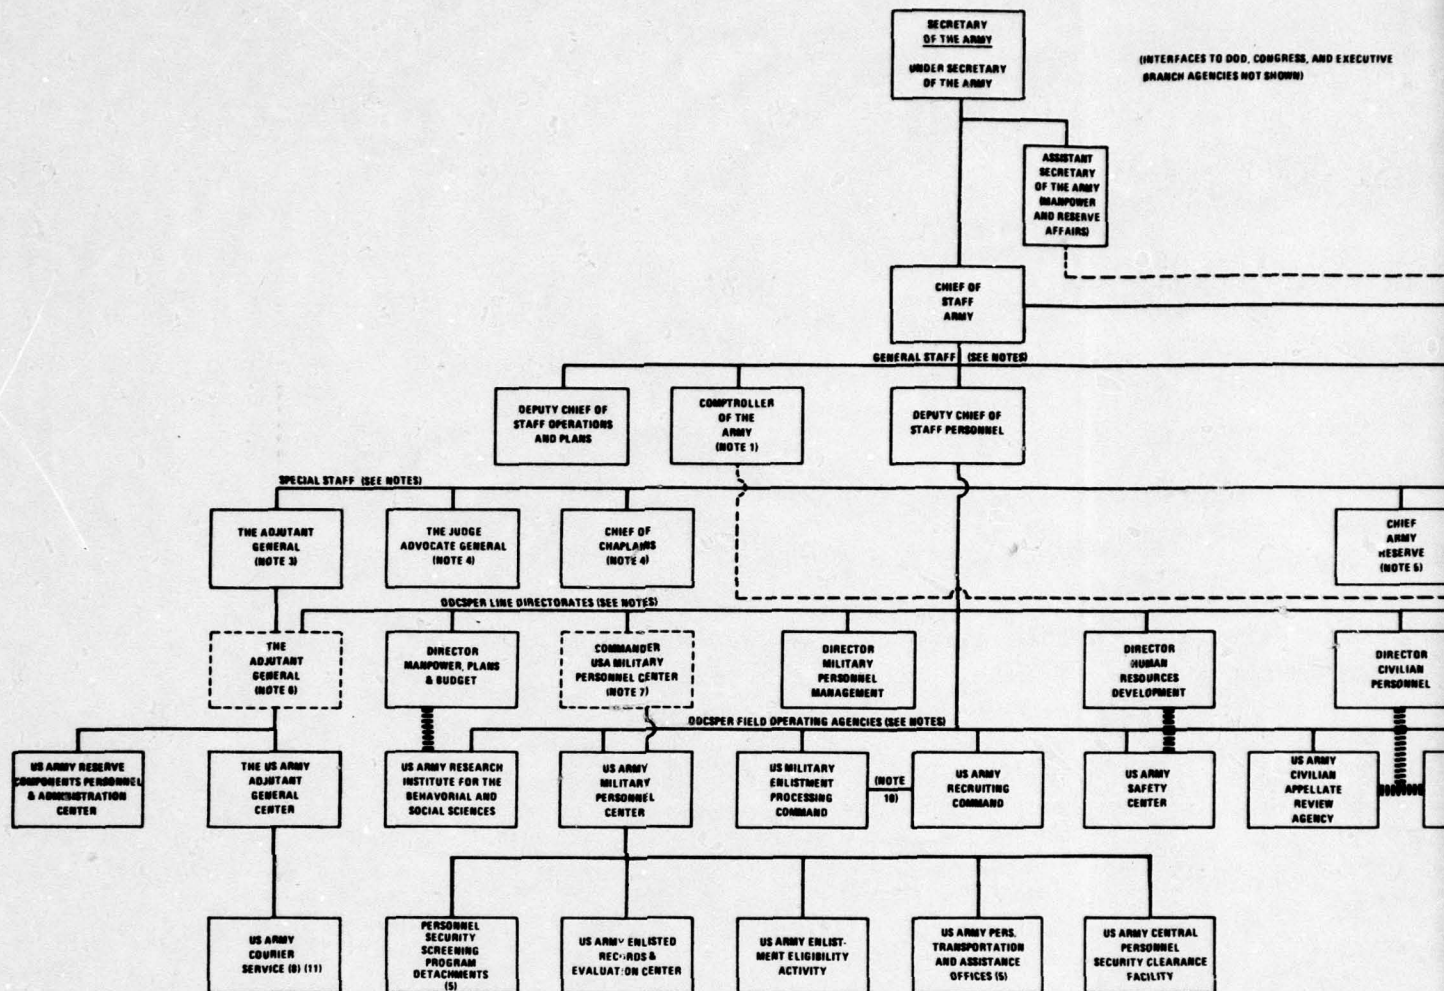 SECRETARY
OF THE ARMY
UNDER SECRETARY
OF THE ARMY
(INTERFACES TO DOD, CONGRESS, AND EXECUTIVE
BRANCH AGENCIES NOT SHOWN)
ASSISTANT
SECRETARY
OF THE ARMY
(MANPOWER
AND RESERVE
AFFAIRS)
CHIEF OF
STAFF
ARMY
GENERAL STAFF (SEE NOTES)
DEPUTY CHIEF OF
STAFF OPERATIONS
AND PLANS
COMPTROLLER
OF THE
ARMY
(NOTE 1)
DEPUTY CHIEF OF
STAFF PERSONNEL
SPECIAL STAFF (SEE NOTES)
THE ADJUTANT
GENERAL
(NOTE 3)
THE JUDGE
ADVOCATE GENERAL
(NOTE 4)
CHIEF OF
CHAPLAINS
(NOTE 4)
CHIEF
ARMY
RESERVE
(NOTE 5)
ODCSPER LINE DIRECTORATES (SEE NOTES)
THE
ADJUTANT
GENERAL
(NOTE 6)
DIRECTOR
MANPOWER, PLANS
& BUDGET
COMMANDER
USA MILITARY
PERSONNEL CENTER
(NOTE 7)
DIRECTOR
MILITARY
PERSONNEL
MANAGEMENT
DIRECTOR
HUMAN
RESOURCES
DEVELOPMENT
DIRECTOR
CIVILIAN
PERSONNEL
ODCSPER FIELD OPERATING AGENCIES (SEE NOTES)
US ARMY RESERVE
COMPONENTS PERSONNEL
& ADMINISTRATION
CENTER
THE US ARMY
ADJUTANT
GENERAL
CENTER
US ARMY RESEARCH
INSTITUTE FOR THE
BEHAVORIAL AND
SOCIAL SCIENCES
US ARMY
MILITARY
PERSONNEL
CENTER
US MILITARY
ENLISTMENT
PROCESSING
COMMAND
(NOTE
10)
US ARMY
RECRUITING
COMMAND
US ARMY
SAFETY
CENTER
US ARMY
CIVILIAN
APPELLATE
REVIEW
AGENCY
US ARMY
COURIER
SERVICE (8) (11)
PERSONNEL
SECURITY
SCREENING
PROGRAM
DETACHMENTS
(5)
US ARMY ENLISTED
RECORDS &
EVALUATION CENTER
US ARMY ENLIST-
MENT ELIGIBILITY
ACTIVITY
US ARMY PERS.
TRANSPORTATION
AND ASSISTANCE
OFFICES (5)
US ARMY CENTRAL
PERSONNEL
SECURITY CLEARANCE
FACILITY